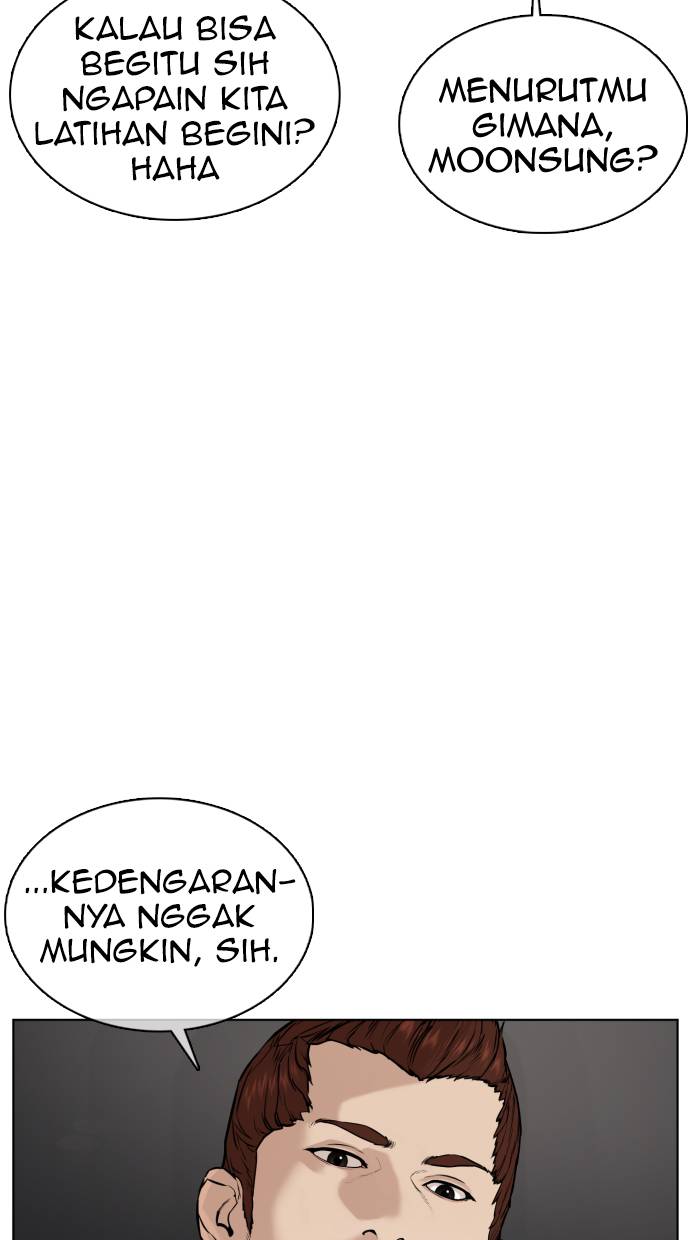 KALAU BISA
BEGITU SIH
NGAPAIN KITA
LATIHAN BEGINI?
HAHA
MENURUTMU
GIMANA,
MOONSUNG?
...KEDENGARAN-
NYA NGGAK
MUNGKIN, SIH.